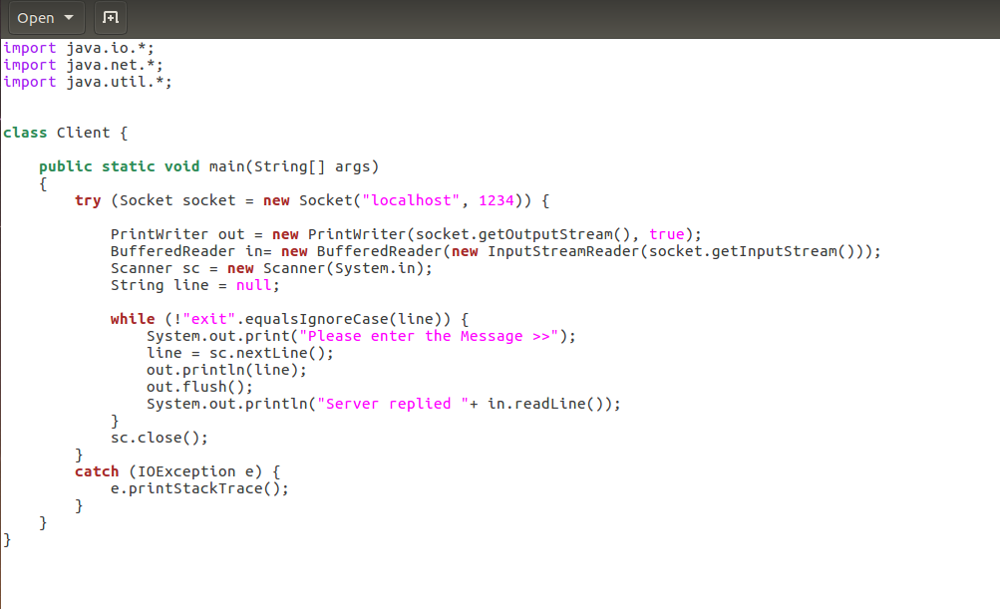 Open
import java.io.*;
import java.net.*;
import java.util.*;
class Client {
public static void main(String[] args)
{
try (Socket socket = new Socket("localhost", 1234)) {
PrintWriter out = new PrintWriter(socket.getOutputStream(), true);
BufferedReader in= new BufferedReader(new InputStreamReader(socket.getInputStream()));
Scanner sc = new Scanner(System.in);
String line = null;
while (!"exit".equalsIgnoreCase(line)) {
System.out.print("Please enter the Message >>");
line = sc.nextLine();
out.println(line);
out.flush();
System.out.println("Server replied "+ in.readLine());
}
sc.close();
}
catch (IOException e) {
e.printStackTrace();
}
}
}